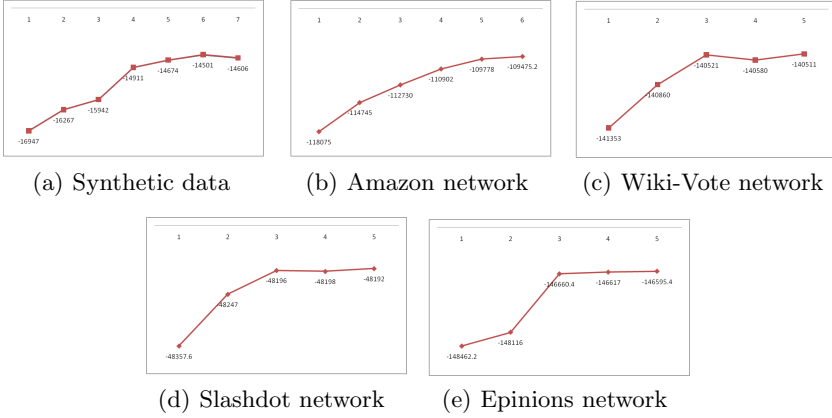 1 2 3 4 5 6 7
-14911 -14674 -14501 -14606
-16947 -16267 -15942
(a) Synthetic data
1 2 3 4 5 6
-118075 -114745 -112730 -110902 -109778 -109475.2
(b) Amazon network
1 2 3 4 5
-141353 -140860 -140521 -140580 -140511
(c) Wiki-Vote network
1 2 3 4 5
-48357.6 -48247 -48196 -48198 -48192
(d) Slashdot network
1 2 3 4 5
-148462.2 -148116 -146660.4 -146617 -146595.4
(e) Epinions network